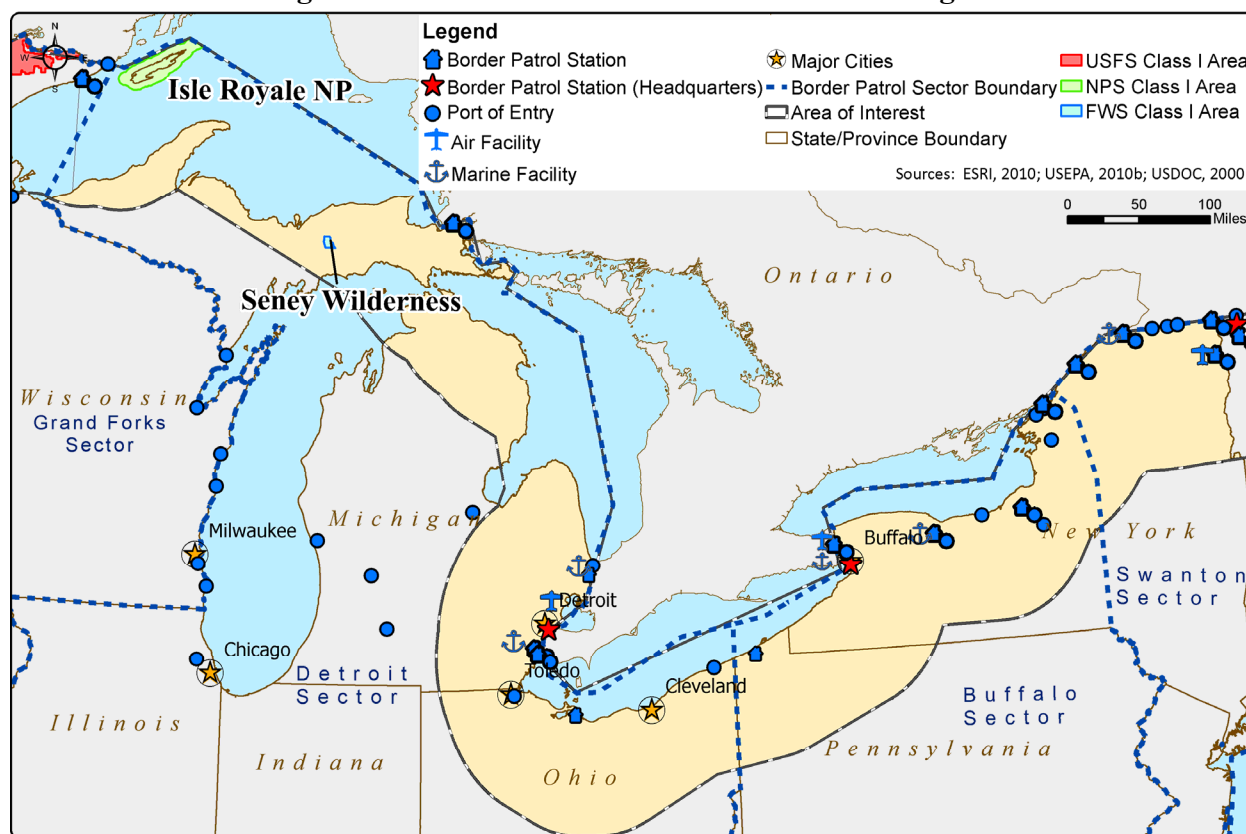 Legend
Border Patrol Station
Border Patrol Station (Headquarters)
Port of Entry
Air Facility
Marine Facility
Major Cities
Border Patrol Sector Boundary
Area of Interest
State/Province Boundary
USFS Class I Area
NPS Class I Area
FWS Class I Area
Sources: ESRI, 2010; USEPA, 2010b; USDOC, 2000
0 50 100
Miles
N
W
S
Isle Royale NP
Seney Wilderness
Ontario
Wisconsin
Grand Forks
Sector
Michigan
Milwaukee
Buffalo
New York
Swanton
Sector
Detroit
Chicago
Toledo
Detroit
Sector
Cleveland
Buffalo
Sector
Illinois
Indiana
Ohio
Pennsylvania